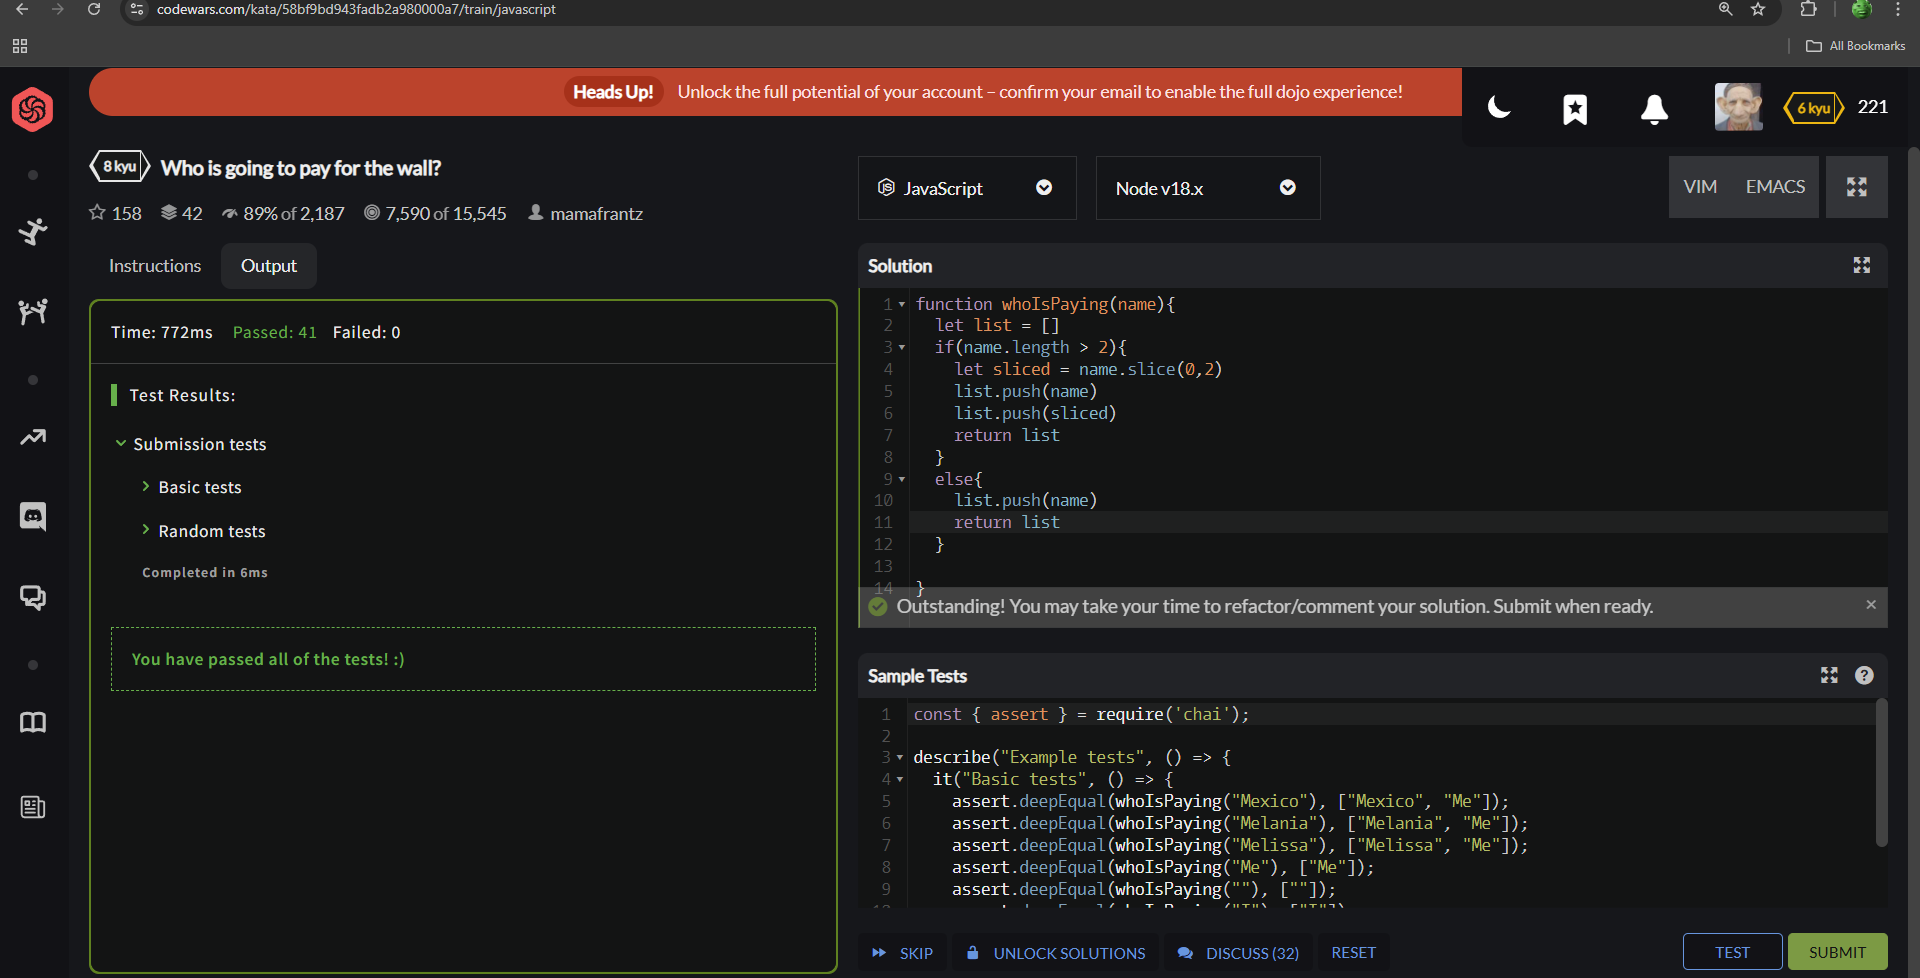 codewars.com/kata/58bf9bd943fadb2a980000a7/train/javascript
All Bookmarks
Heads Up! Unlock the full potential of your account – confirm your email to enable the full dojo experience!
6 kyu 221
8 kyu Who is going to pay for the wall?
158 42 89% of 2,187 7,590 of 15,545 mamafrantz
JavaScript
Node v18.x
VIM EMACS
Instructions Output
Time: 772ms Passed: 41 Failed: 0
Test Results:
Submission tests
Basic tests
Random tests
Completed in 6ms
You have passed all of the tests! :)
Solution
1 function whoIsPaying(name){
2 let list = []
3 if(name.length > 2){
4 let sliced = name.slice(0,2)
5 list.push(name)
6 list.push(sliced)
7 return list
8 }
9 else{
10 list.push(name)
11 return list
12 }
13
14 }
Outstanding! You may take your time to refactor/comment your solution. Submit when ready.
Sample Tests
1 const { assert } = require('chai');
2
3 describe("Example tests", () => {
4 it("Basic tests", () => {
5 assert.deepEqual(whoIsPaying("Mexico"), ["Mexico", "Me"]);
6 assert.deepEqual(whoIsPaying("Melania"), ["Melania", "Me"]);
7 assert.deepEqual(whoIsPaying("Melissa"), ["Melissa", "Me"]);
8 assert.deepEqual(whoIsPaying("Me"), ["Me"]);
9 assert.deepEqual(whoIsPaying(""), [""]);
SKIP UNLOCK SOLUTIONS DISCUSS (32) RESET
TEST SUBMIT